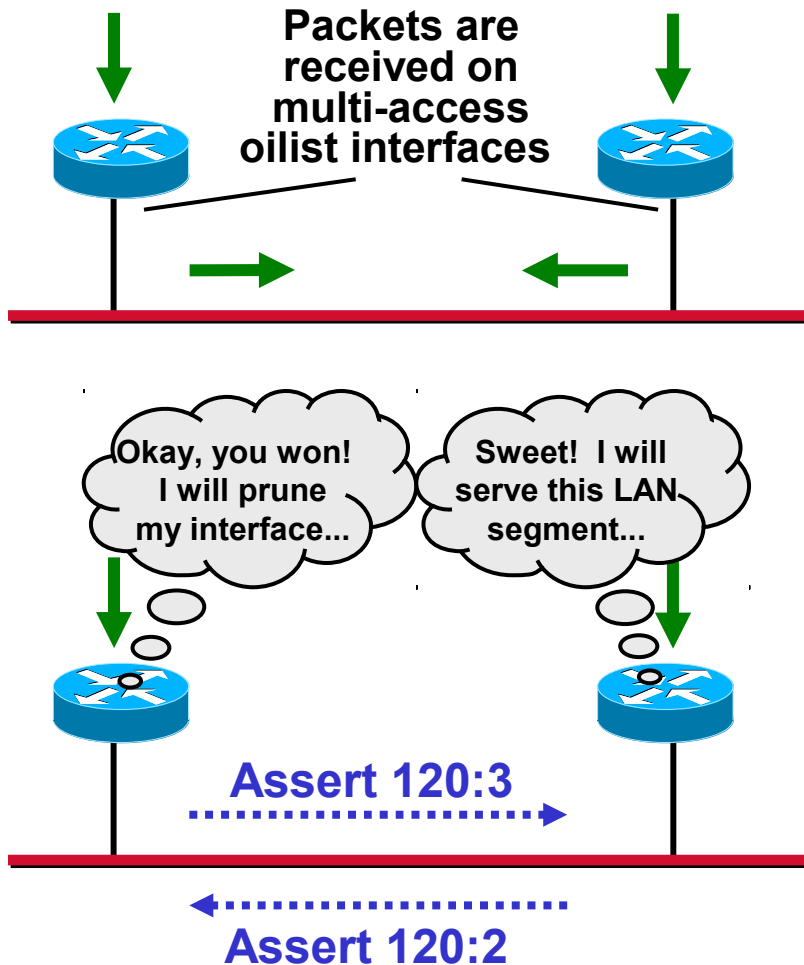 Packets are
received on
multi-access
oilist interfaces
Okay, you won!
I will prune
my interface...
Sweet!  I will
serve this LAN
segment...
Assert 120:3
Assert 120:2